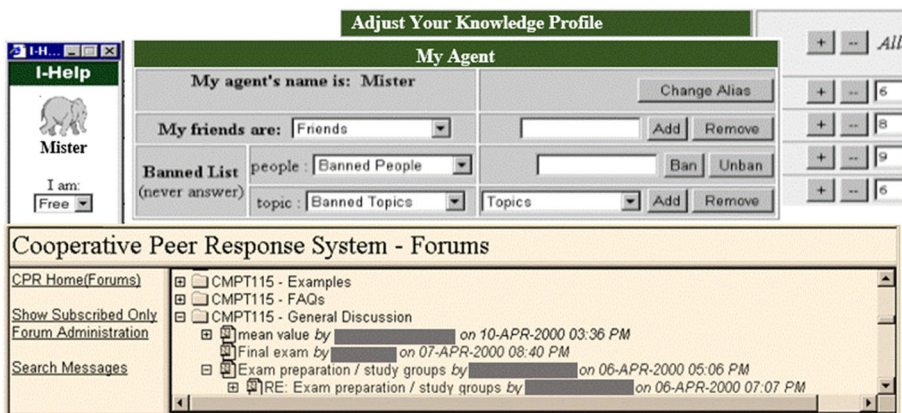 Adjust Your Knowledge Profile
+ -- All
I-H...
I-Help
Mister
I am:
Free
My Agent
My agent's name is: Mister
Change Alias
My friends are: Friends
Add Remove
Banned List
(never answer)
people : Banned People
Ban Unban
topic : Banned Topics
Topics
Add Remove
+ -- 6
+ -- 8
+ -- 9
+ -- 6
Cooperative Peer Response System - Forums
CPR Home(Forums)
Show Subscribed Only
Forum Administration
Search Messages
CMPT115 - Examples
CMPT115 - FAQs
CMPT115 - General Discussion
mean value by on 10-APR-2000 03:36 PM
Final exam by on 07-APR-2000 08:40 PM
Exam preparation / study groups by on 06-APR-2000 05:06 PM
RE: Exam preparation / study groups by on 06-APR-2000 07:07 PM